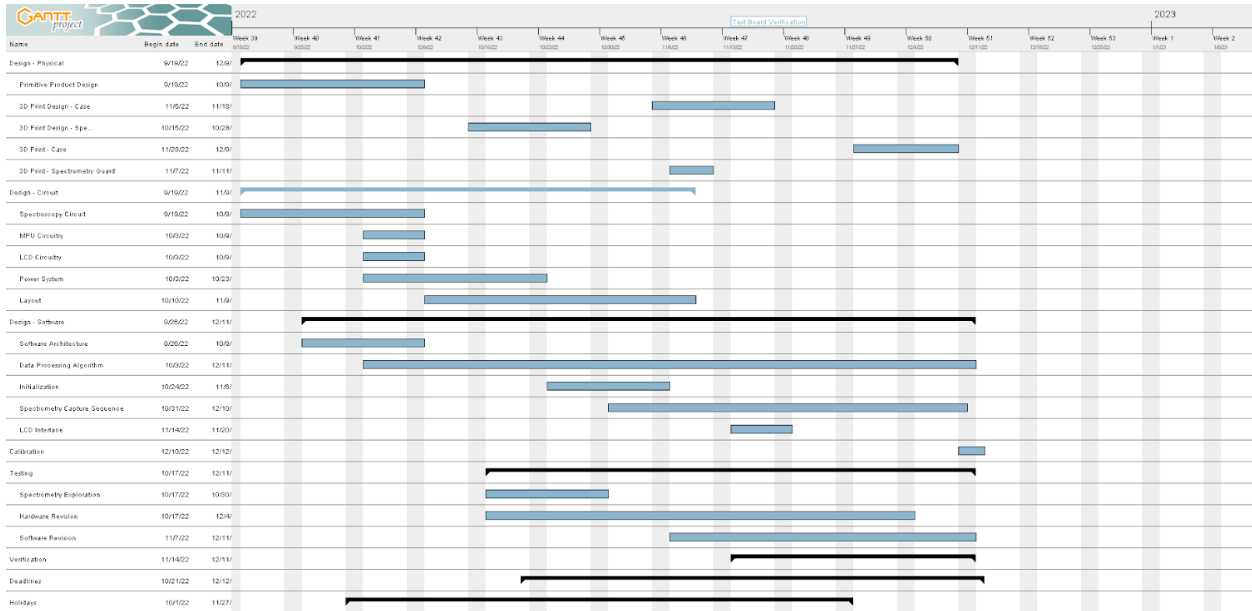 GANTT project
2022
2023
Test Board Verification
Name Begin date End date
Week 39 Week 40 Week 41 Week 42 Week 43 Week 44 Week 45 Week 46 Week 47 Week 48 Week 49 Week 50 Week 51 Week 52 Week 53 Week 1 Week 2
Design - Physical 9/19/22 12/9/
Primitive Product Design 9/19/22 10/9/
3D Print Design - Case 11/5/22 11/18/
3D Print Design - Spe... 10/15/22 10/28/
3D Print - Case 11/28/22 12/9/
3D Print - Spectrometry Guard 11/7/22 11/11/
Design - Circuit 9/19/22 11/9/
Spectroscopy Circuit 9/19/22 10/9/
MPU Circuitry 10/3/22 10/9/
LCD Circuitry 10/3/22 10/9/
Power System 10/3/22 10/23/
Layout 10/10/22 11/9/
Design - Software 9/26/22 12/11/
Software Architecture 9/26/22 10/9/
Data Processing Algorithm 10/3/22 12/11/
Initialization 10/24/22
Spectrometry Capture Sequence 10/31/22 12/10/
LCD Interface 11/14/22 11/20/
Calibration 12/10/22 12/12/
Testing 10/17/22 12/11/
Spectrometry Exploration 10/17/22 10/30/
Hardware Revision 10/17/22 12/4/
Software Revision 11/7/22 12/11/
Verification 11/14/22 12/11/
Deadlines 10/21/22 12/12/
Holidays 10/1/22 11/27/